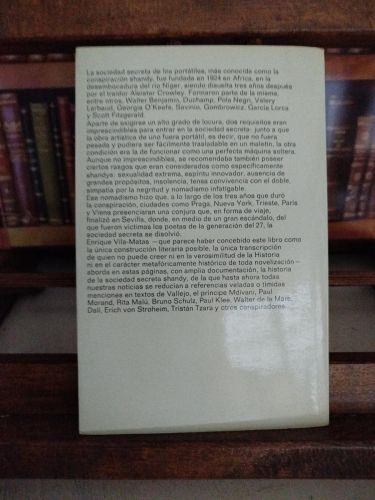 La sociedad secreta de los portátiles, más conocida como la
conspiración shandy, fue fundada en 1924 en Africa, en la
desembocadura del río Níger, siendo disuelta tres años después
por el traidor Aleister Crowley. Formaron parte de la misma,
entre otros, Walter Benjamin, Duchamp, Pola Negri, Valery
Larbaud, Georgia O'Keefe, Savinio, Gombrowicz, García Lorca
y Scott Fitzgerald.
Aparte de exigirse un alto grado de locura, dos requisitos eran
imprescindibles para entrar en la sociedad secreta: junto a que
la obra artística de uno fuera portátil, es decir, que no fuera
pesada y pudiera ser fácilmente trasladable en un maletín, la otra
condición era la de funcionar como una perfecta máquina soltera.
Aunque no imprescindibles, se recomendaba también poseer
ciertos rasgos que eran considerados como específicamente
shandys: sexualidad extrema, espíritu innovador, ausencia de
grandes propósitos, insolencia, tensa convivencia con el doble,
simpatía por la negritud y nomadismo infatigable.
Ese nomadismo hizo que, a lo largo de los tres años que duró
la conspiración, ciudades como Praga, Nueva York, Trieste, París
y Viena presenciaran una conjura que, en forma de viaje,
finalizó en Sevilla, donde, en medio de un gran escándalo, del
que fueron víctimas los poetas de la generación del 27, la
sociedad secreta se disolvió.
Enrique Vila-Matas —que parece haber concebido este libro como
la única construcción literaria posible, la única transcripción
de quien no puede creer ni en la verosimilitud de la Historia
ni en el carácter metafóricamente histórico de toda novelización—
aborda en estas páginas, con amplia documentación, la historia
de la sociedad secreta shandy, de la que hasta ahora todas
nuestras noticias se reducían a referencias veladas o tímidas
menciones en textos de Vallejo, el príncipe Mdivani, Paul
Morand, Rita Malú, Bruno Schulz, Paul Klee, Walter de la Mare,
Dalí, Erich von Stroheim, Tristán Tzara y otros conspiradores.